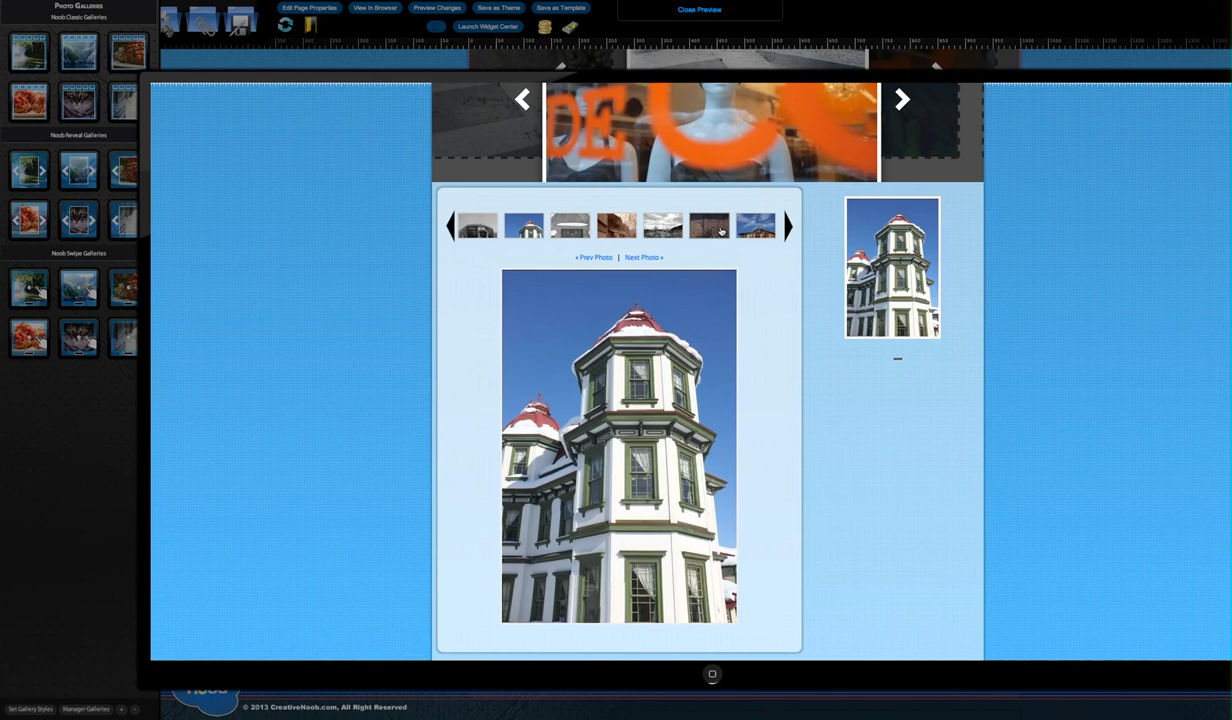 Photo Galleries
Noob Classic Galleries
Noob Reveal Galleries
Noob Swipe Galleries
Edit Page Properties
View In Browser
Preview Changes
Save as Theme
Save as Template
Launch Widget Center
Close Preview
DE CO
« Prev Photo | Next Photo »
Set Gallery Styles
Manager Galleries
+
-
© 2013 CreativeNoob.com, All Right Reserved